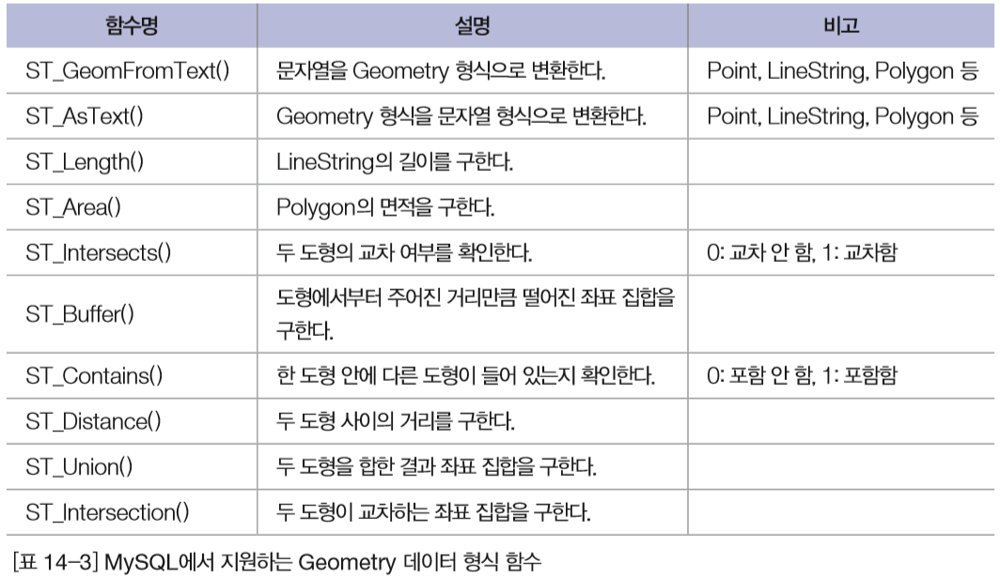 함수명 설명 비고
ST_GeomFromText() 문자열을 Geometry 형식으로 변환한다. Point, LineString, Polygon 등
ST_AsText() Geometry 형식을 문자열 형식으로 변환한다. Point, LineString, Polygon 등
ST_Length() LineString의 길이를 구한다.
ST_Area() Polygon의 면적을 구한다.
ST_Intersects() 두 도형의 교차 여부를 확인한다. 0: 교차 안 함, 1: 교차함
ST_Buffer() 도형에서부터 주어진 거리만큼 떨어진 좌표 집합을
구한다.
ST_Contains() 한 도형 안에 다른 도형이 들어 있는지 확인한다. 0: 포함 안 함, 1: 포함함
ST_Distance() 두 도형 사이의 거리를 구한다.
ST_Union() 두 도형을 합한 결과 좌표 집합을 구한다.
ST_Intersection() 두 도형이 교차하는 좌표 집합을 구한다.
[표 14-3] MySQL에서 지원하는 Geometry 데이터 형식 함수